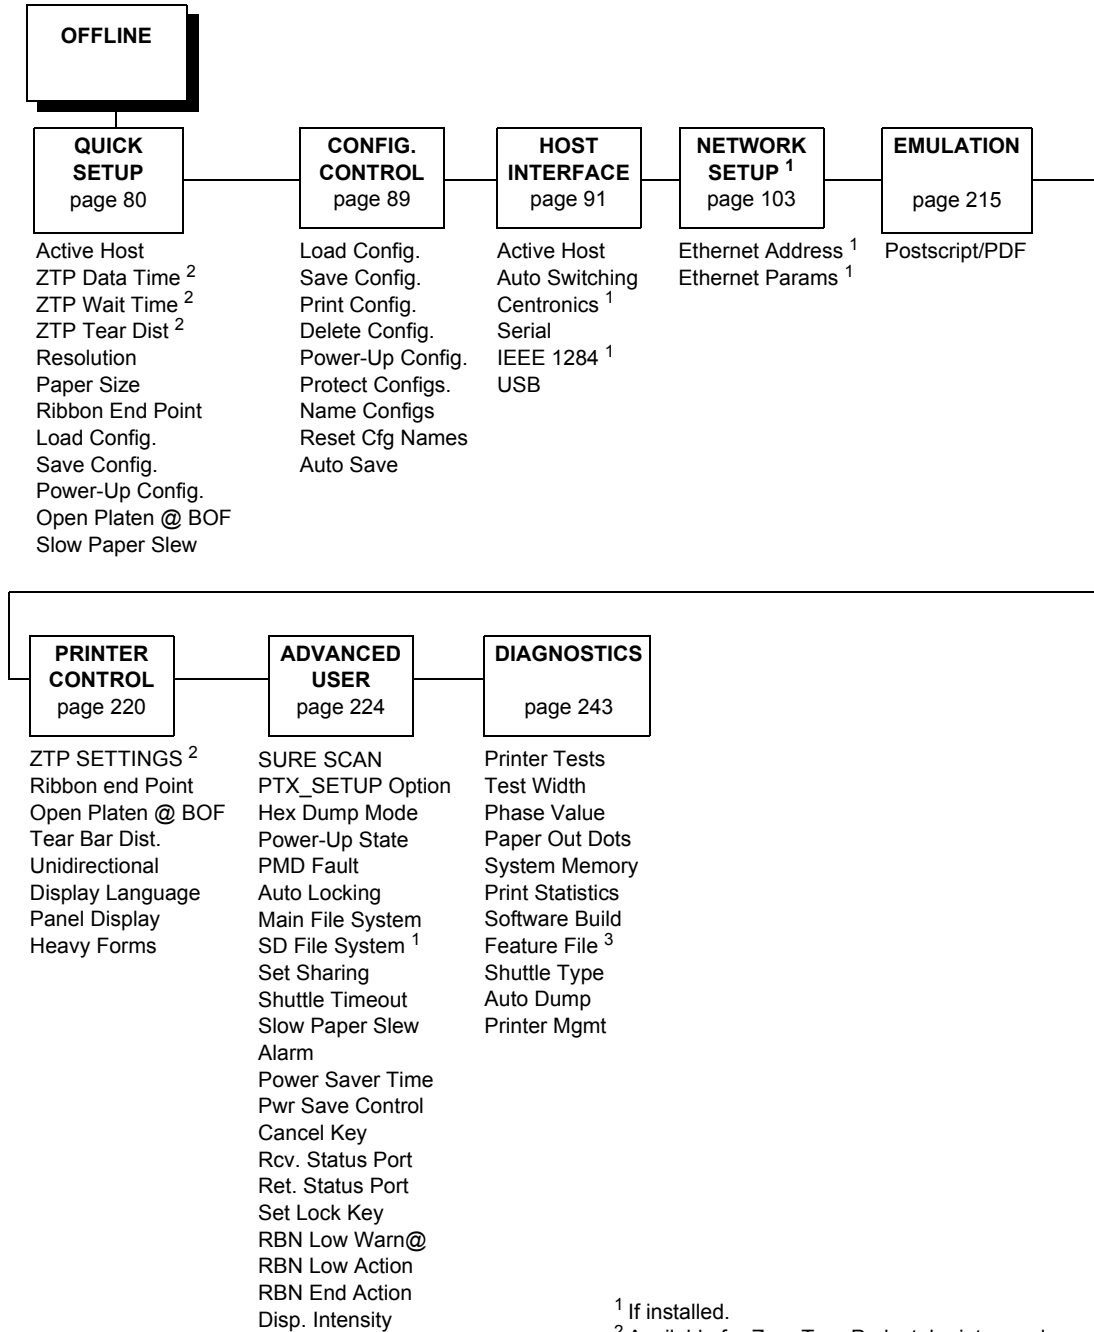 OFFLINE
QUICK
SETUP
page 80
CONFIG.
CONTROL
page 89
HOST
INTERFACE
page 91
NETWORK
SETUP 1
page 103
EMULATION
page 215
Active Host
ZTP Data Time 2
ZTP Wait Time 2
ZTP Tear Dist 2
Resolution
Paper Size
Ribbon End Point
Load Config.
Save Config.
Power-Up Config.
Open Platen @ BOF
Slow Paper Slew
Load Config.
Save Config.
Print Config.
Delete Config.
Power-Up Config.
Protect Configs.
Name Configs
Reset Cfg Names
Auto Save
Active Host
Auto Switching
Centronics 1
Serial
IEEE 1284 1
USB
Ethernet Address 1
Ethernet Params 1
Postscript/PDF
PRINTER
CONTROL
page 220
ADVANCED
USER
page 224
DIAGNOSTICS
page 243
ZTP SETTINGS 2
Ribbon end Point
Open Platen @ BOF
Tear Bar Dist.
Unidirectional
Display Language
Panel Display
Heavy Forms
SURE SCAN
PTX_SETUP Option
Hex Dump Mode
Power-Up State
PMD Fault
Auto Locking
Main File System
SD File System 1
Set Sharing
Shuttle Timeout
Slow Paper Slew
Alarm
Power Saver Time
Pwr Save Control
Cancel Key
Rcv. Status Port
Ret. Status Port
Set Lock Key
RBN Low Warn@
RBN Low Action
RBN End Action
Disp. Intensity
Printer Tests
Test Width
Phase Value
Paper Out Dots
System Memory
Print Statistics
Software Build
Feature File 3
Shuttle Type
Auto Dump
Printer Mgmt
1 If installed.